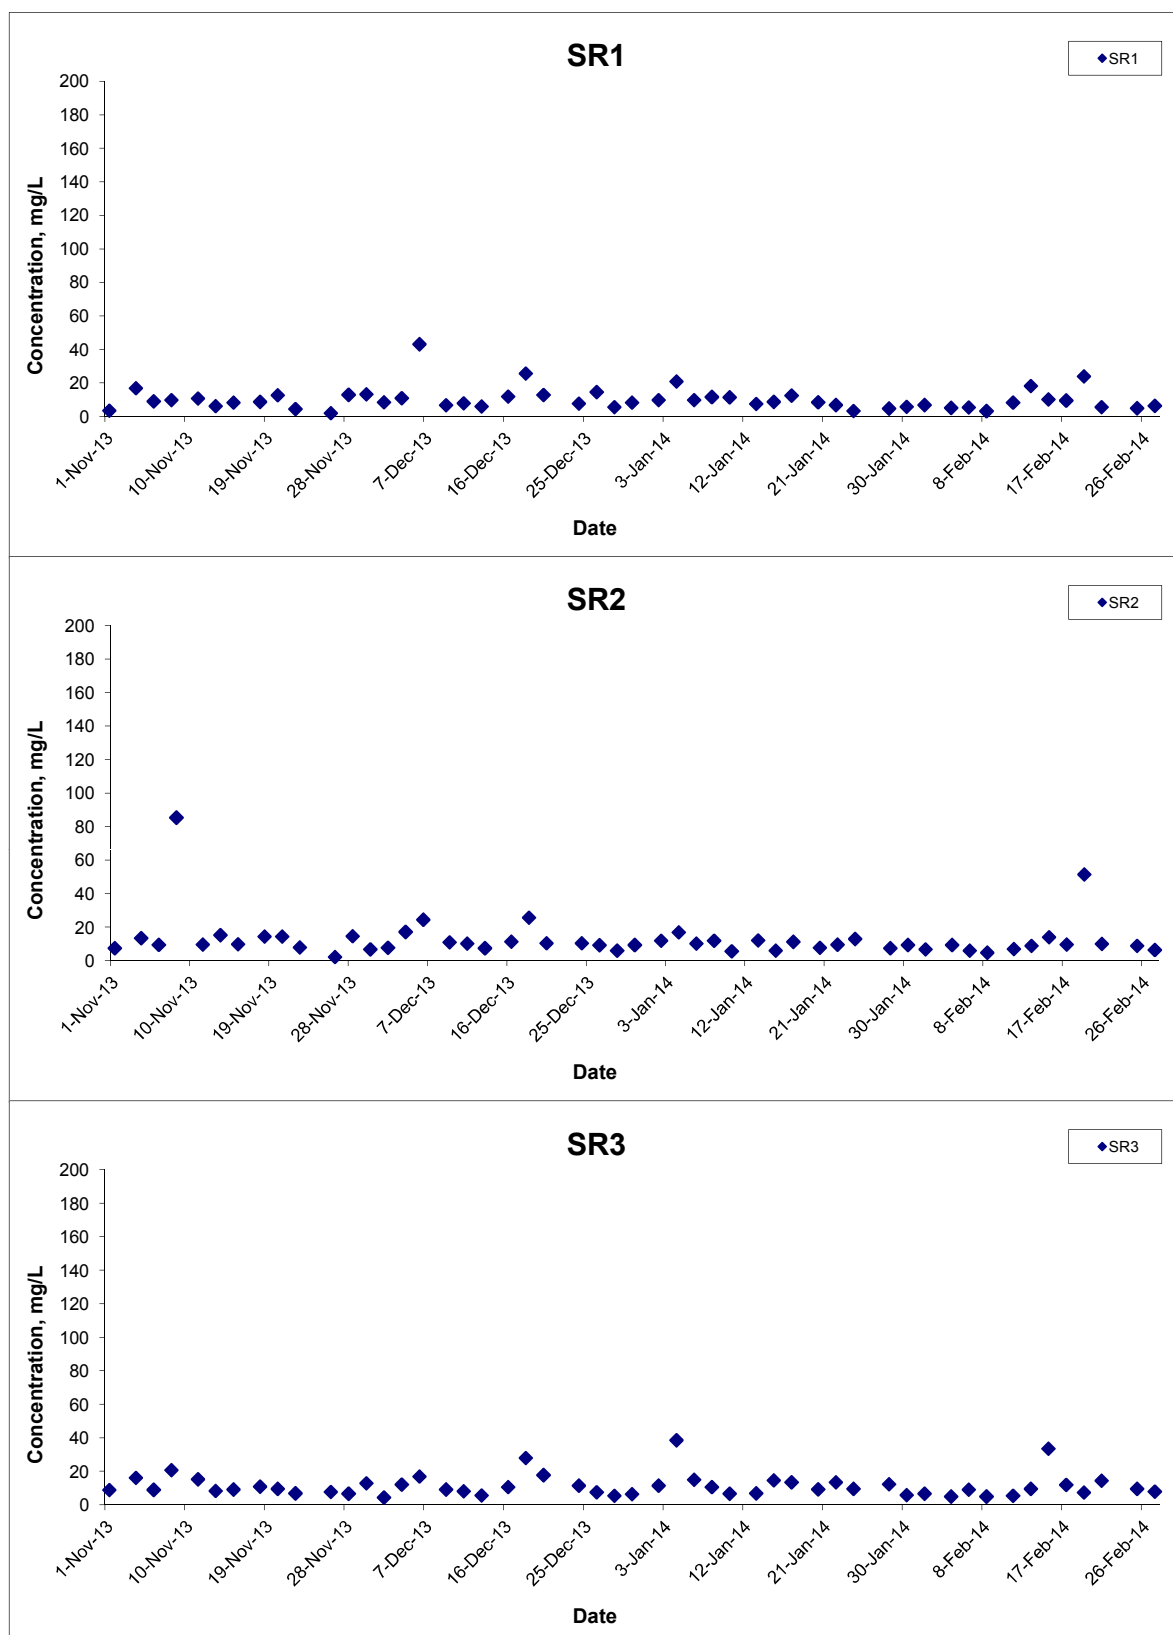 SR1
SR1
200
180
160
140
120
100
80
60
40
20
0
Concentration, mg/L
1-Nov-13
10-Nov-13
19-Nov-13
28-Nov-13
7-Dec-13
16-Dec-13
25-Dec-13
3-Jan-14
12-Jan-14
21-Jan-14
30-Jan-14
8-Feb-14
17-Feb-14
26-Feb-14
Date
SR2
SR2
200
180
160
140
120
100
80
60
40
20
0
Concentration, mg/L
1-Nov-13
10-Nov-13
19-Nov-13
28-Nov-13
7-Dec-13
16-Dec-13
25-Dec-13
3-Jan-14
12-Jan-14
21-Jan-14
30-Jan-14
8-Feb-14
17-Feb-14
26-Feb-14
Date
SR3
SR3
200
180
160
140
120
100
80
60
40
20
0
Concentration, mg/L
1-Nov-13
10-Nov-13
19-Nov-13
28-Nov-13
7-Dec-13
16-Dec-13
25-Dec-13
3-Jan-14
12-Jan-14
21-Jan-14
30-Jan-14
8-Feb-14
17-Feb-14
26-Feb-14
Date